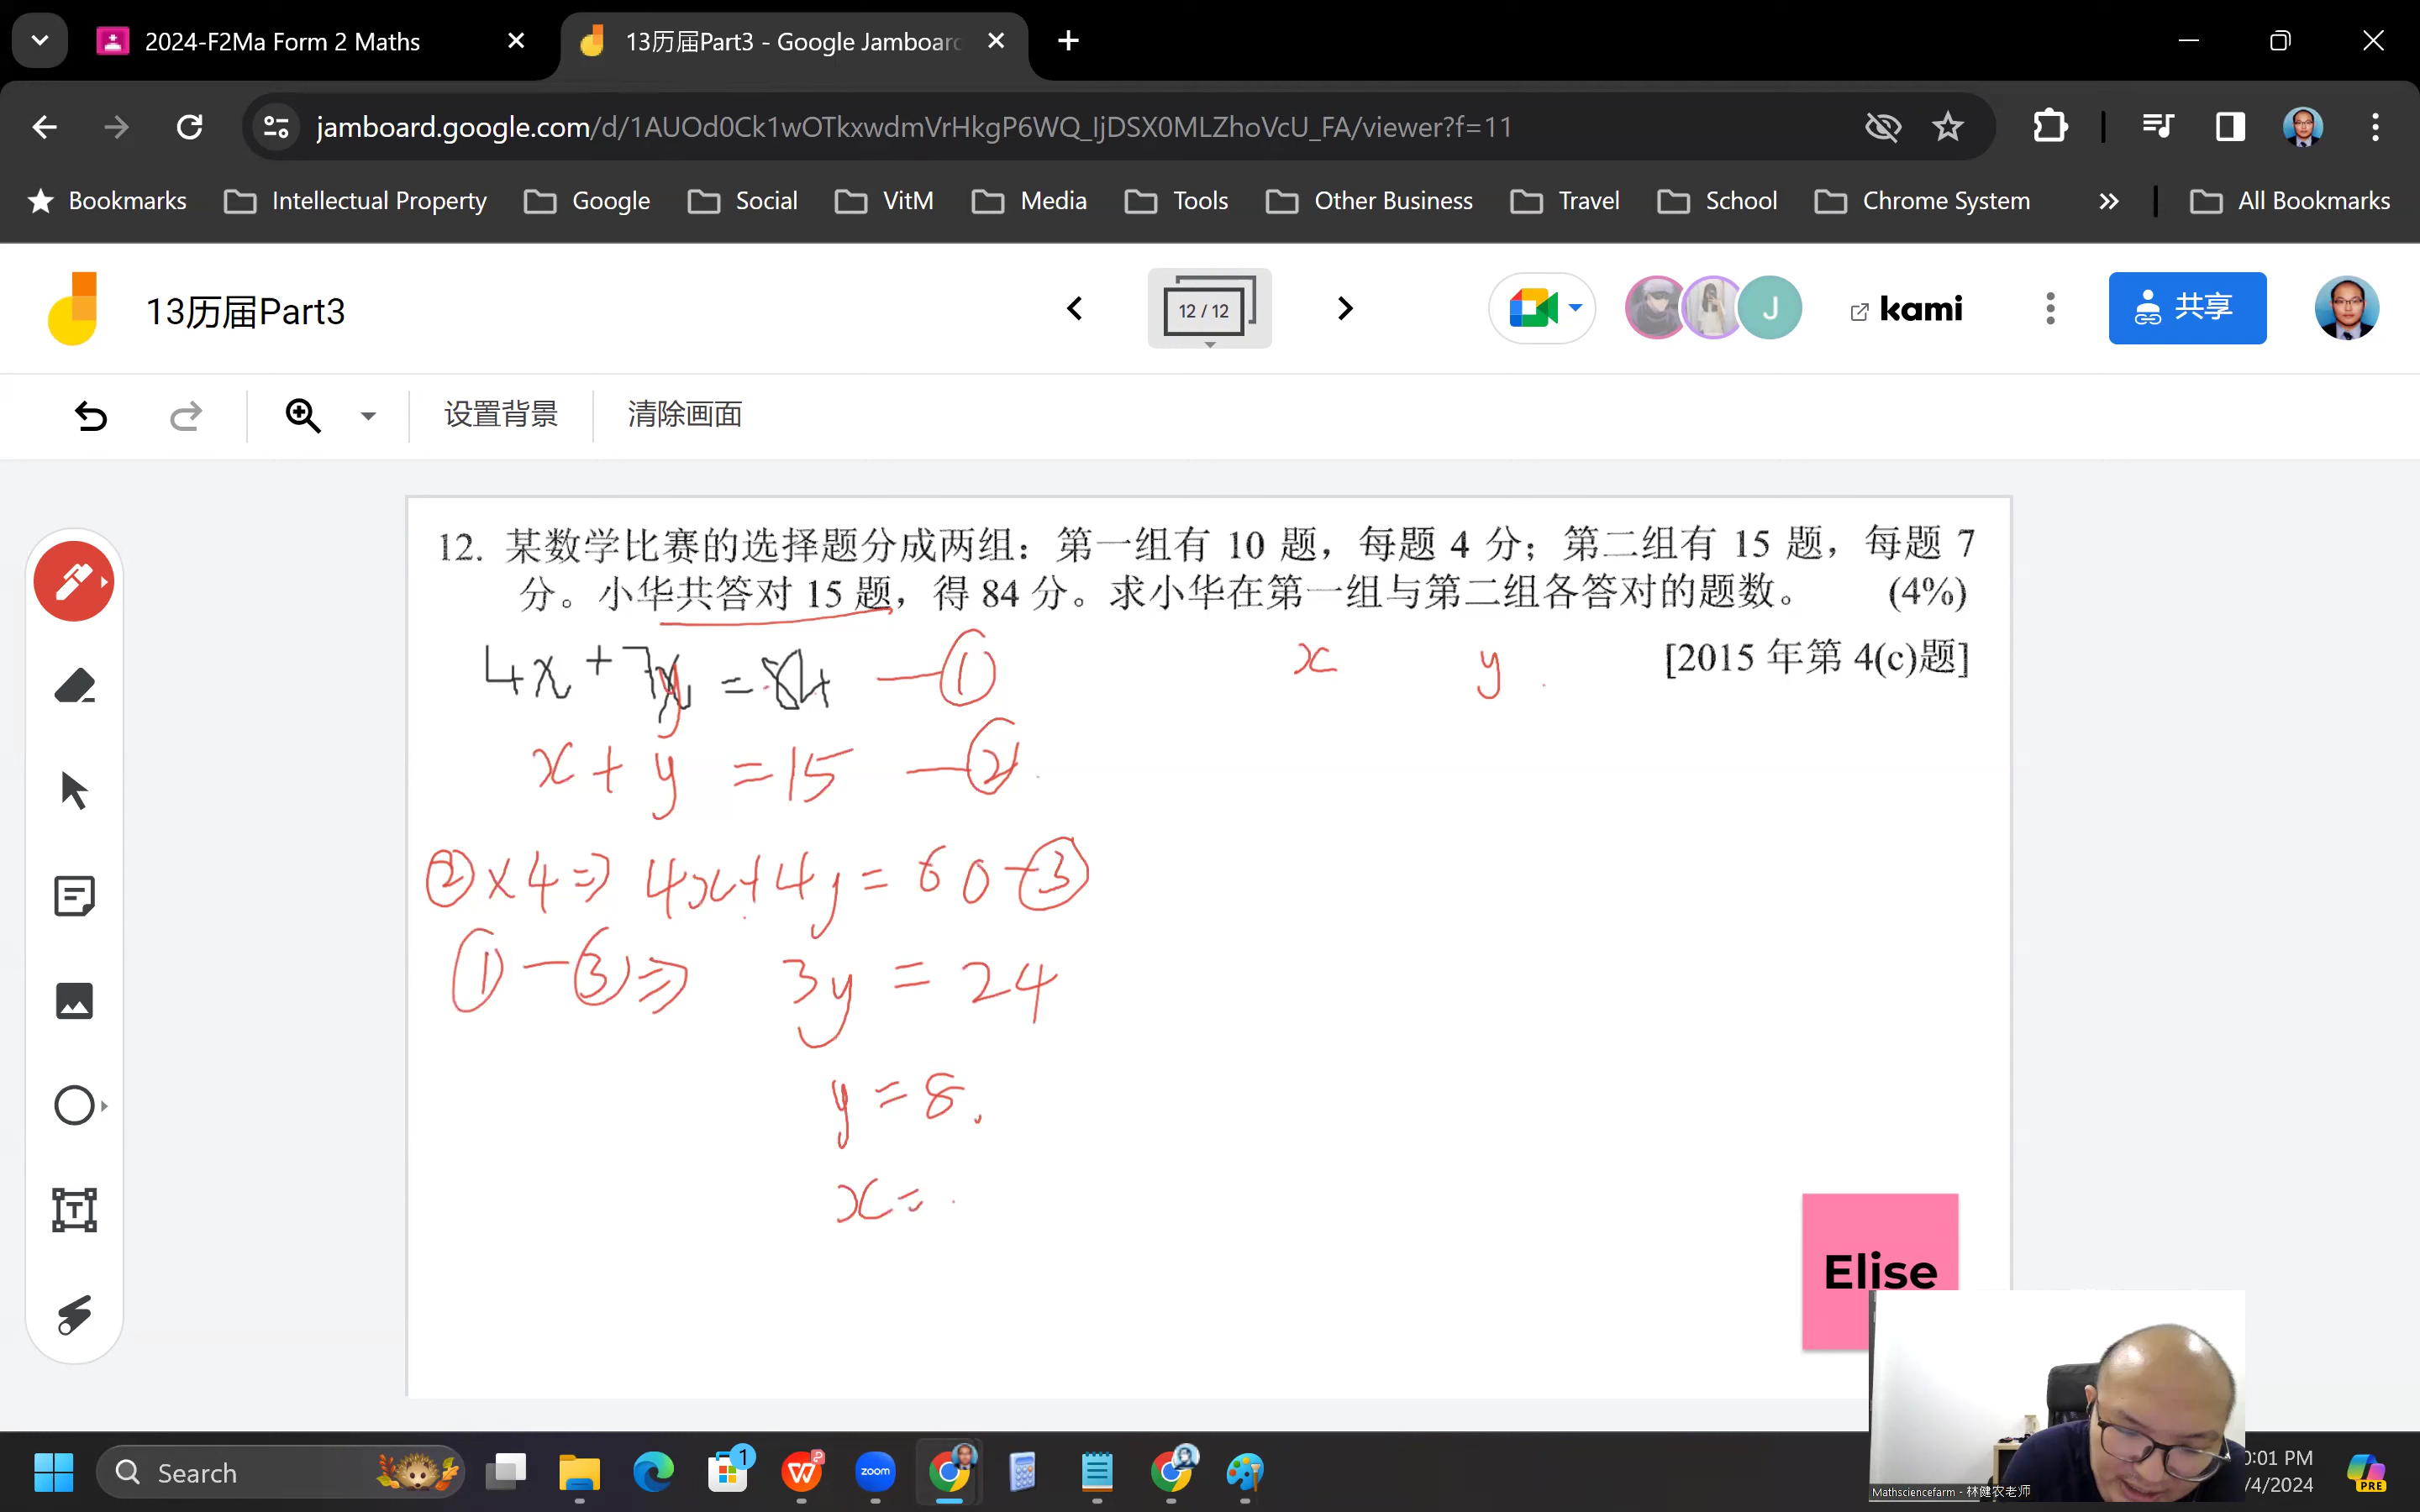 2024-F2Ma Form 2 Maths
13历届Part3 - Google Jamboard
jamboard.google.com/d/1AUOd0Ck1wOTkxwdmVrHkgP6WQ_IjDSX0MLZhoVcU_FA/viewer?f=11
Bookmarks Intellectual Property Google Social VitM Media Tools Other Business Travel School Chrome System All Bookmarks
13历届Part3
12 / 12
J
kami
共享
设置背景 清除画面
12. 某数学比赛的选择题分成两组：第一组有 10 题，每题 4 分；第二组有 15 题，每题 7
分。小华共答对 15 题，得 84 分。求小华在第一组与第二组各答对的题数。 (4%)
[2015 年第 4(c)题]
x y
4x + 7y = 84 —①
x + y = 15 —②
②×4⇒ 4x+4y = 60 —③
①—③⇒ 3y = 24
y = 8.
x =
Elise
Mathsciencefarm - 林健农老师
Search
1
zoom
0:01 PM
/4/2024
PRE